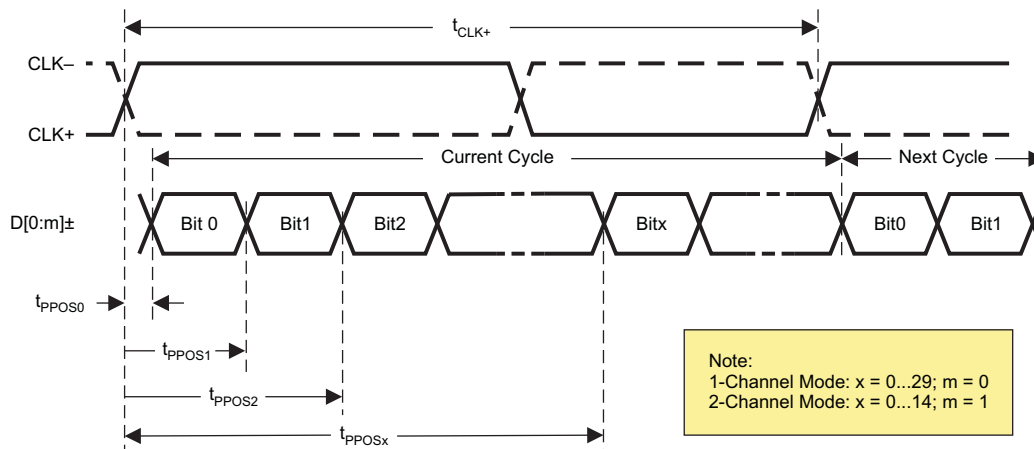 tCLK+
CLK–
CLK+
Current Cycle
Next Cycle
D[0:m]±
Bit 0
Bit1
Bit2
Bitx
Bit0
Bit1
tPPOS0
tPPOS1
tPPOS2
tPPOSx
Note:
1-Channel Mode: x = 0...29; m = 0
2-Channel Mode: x = 0...14; m = 1